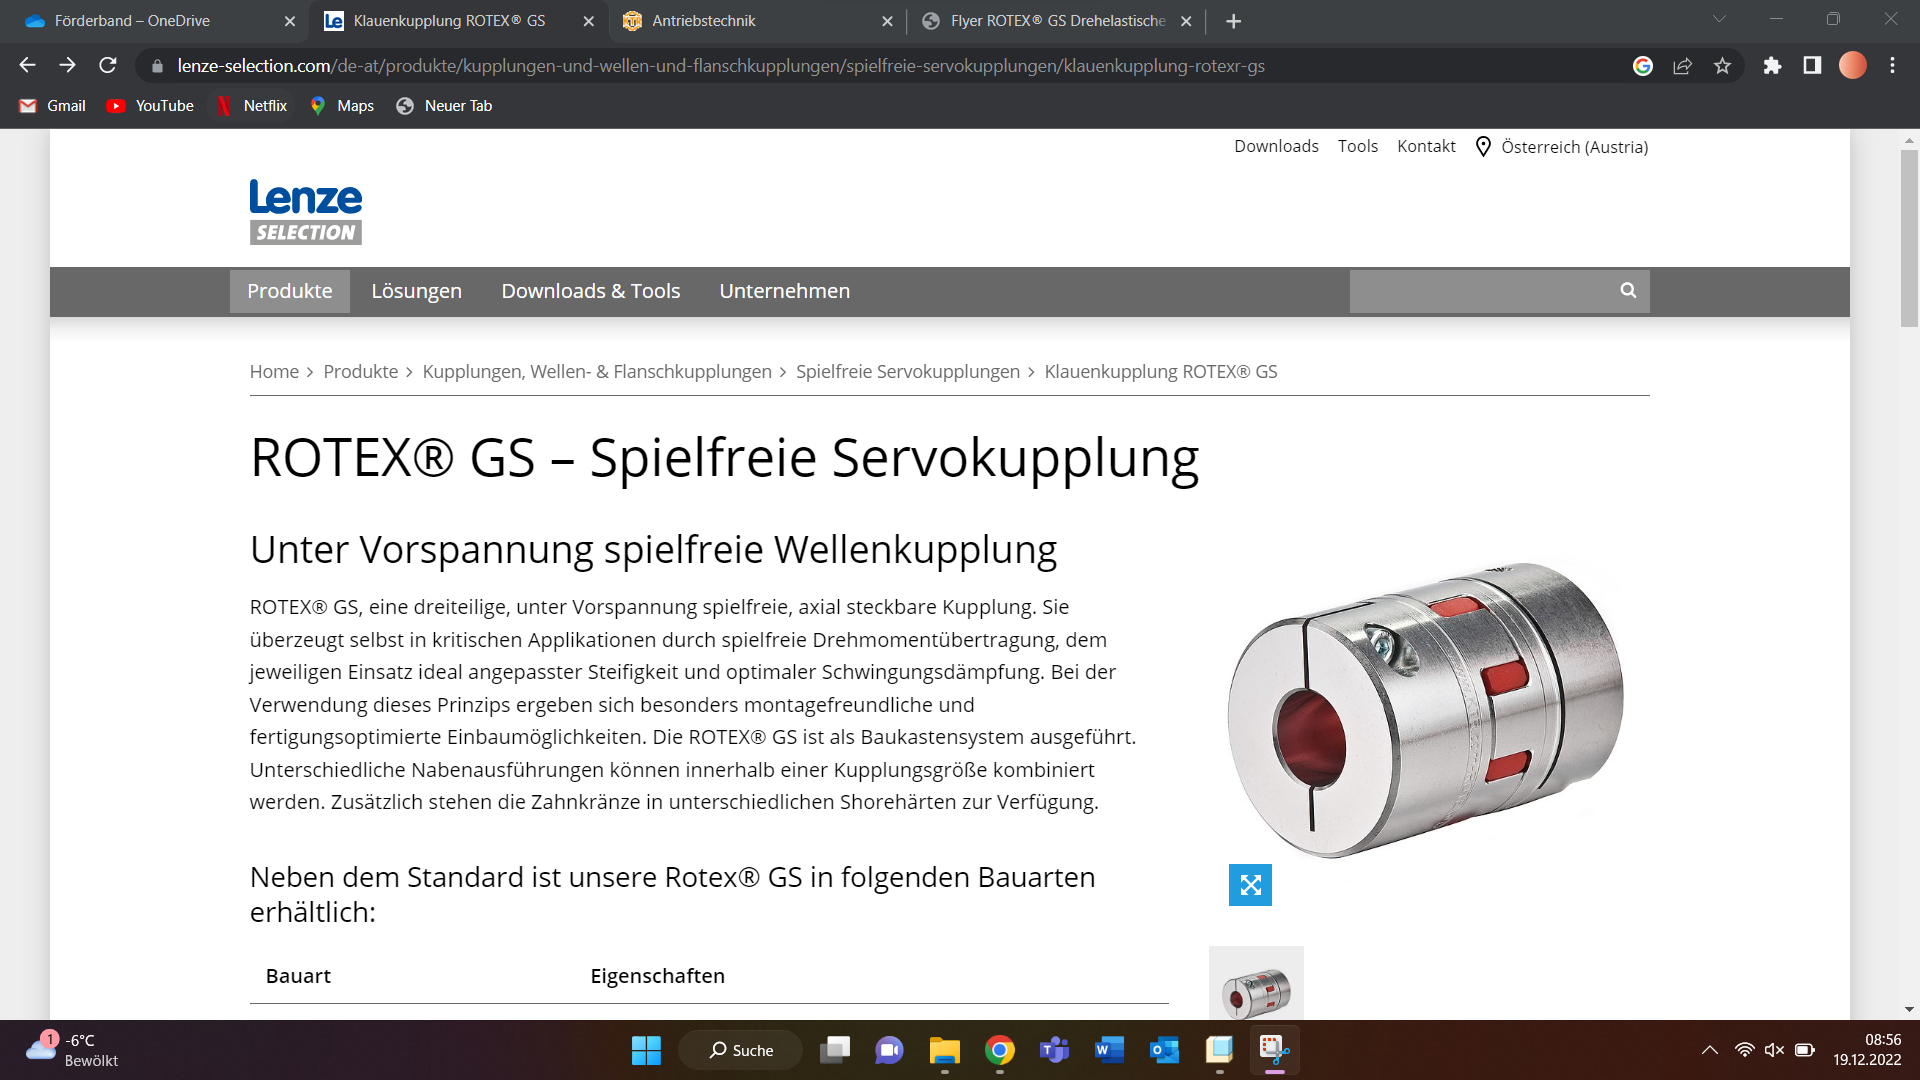 Förderband – OneDrive
Klauenkupplung ROTEX® GS
Antriebstechnik
Flyer ROTEX® GS Drehelastische
lenze-selection.com/de-at/produkte/kupplungen-und-wellen-und-flanschkupplungen/spielfreie-servokupplungen/klauenkupplung-rotexr-gs
Gmail
YouTube
Netflix
Maps
Neuer Tab
Downloads Tools Kontakt Österreich (Austria)
Lenze
SELECTION
Produkte Lösungen Downloads & Tools Unternehmen
Home > Produkte > Kupplungen, Wellen- & Flanschkupplungen > Spielfreie Servokupplungen > Klauenkupplung ROTEX® GS
ROTEX® GS – Spielfreie Servokupplung
Unter Vorspannung spielfreie Wellenkupplung
ROTEX® GS, eine dreiteilige, unter Vorspannung spielfreie, axial steckbare Kupplung. Sie
überzeugt selbst in kritischen Applikationen durch spielfreie Drehmomentübertragung, dem
jeweiligen Einsatz ideal angepasster Steifigkeit und optimaler Schwingungsdämpfung. Bei der
Verwendung dieses Prinzips ergeben sich besonders montagefreundliche und
fertigungsoptimierte Einbaumöglichkeiten. Die ROTEX® GS ist als Baukastensystem ausgeführt.
Unterschiedliche Nabenausführungen können innerhalb einer Kupplungsgröße kombiniert
werden. Zusätzlich stehen die Zahnkränze in unterschiedlichen Shorehärten zur Verfügung.
Neben dem Standard ist unsere Rotex® GS in folgenden Bauarten
erhältlich:
Bauart Eigenschaften
1
-6°C
Bewölkt
Suche
08:56
19.12.2022